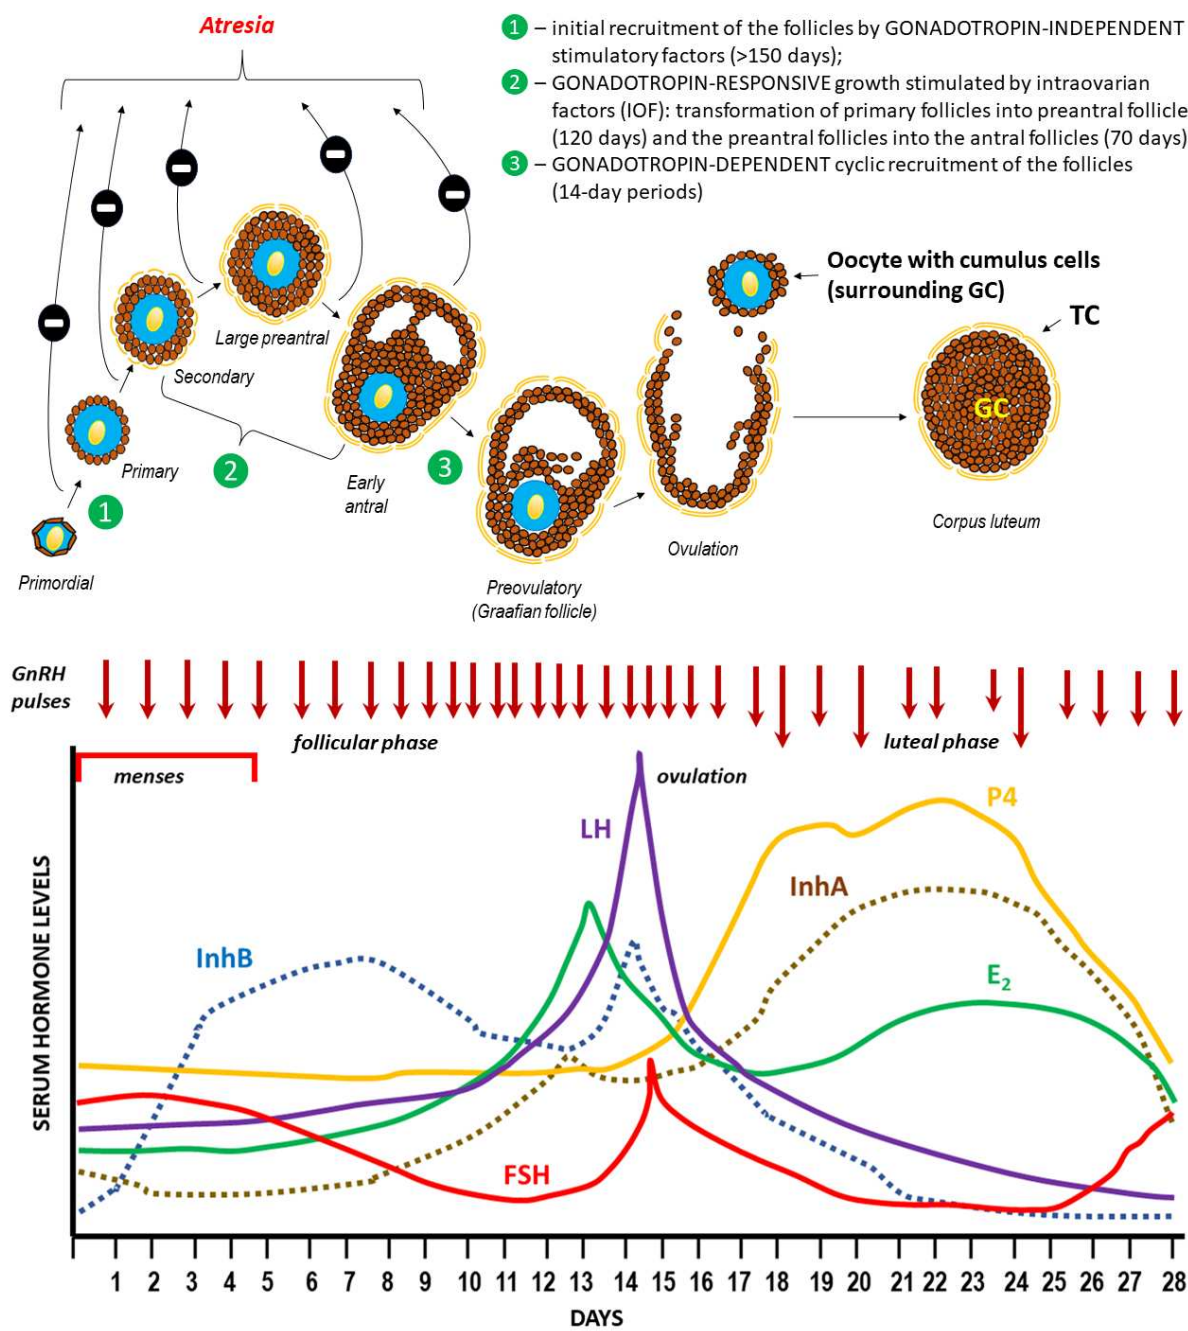 Atresia
1 – initial recruitment of the follicles by GONADOTROPIN-INDEPENDENT
stimulatory factors (>150 days);
2 – GONADOTROPIN-RESPONSIVE growth stimulated by intraovarian
factors (IOF): transformation of primary follicles into preantral follicle
(120 days) and the preantral follicles into the antral follicles (70 days)
3 – GONADOTROPIN-DEPENDENT cyclic recruitment of the follicles
(14-day periods)
Oocyte with cumulus cells
(surrounding GC)
TC
Large preantral
Secondary
GC
Primary
2
3
Early
antral
1
Corpus luteum
Ovulation
Primordial
Preovulatory
(Graafian follicle)
GnRH
pulses
follicular phase
luteal phase
menses
ovulation
P4
LH
InhA
InhB
E2
FSH
SERUM HORMONE LEVELS
1 2 3 4 5 6 7 8 9 10 11 12 13 14 15 16 17 18 19 20 21 22 23 24 25 26 27 28
DAYS